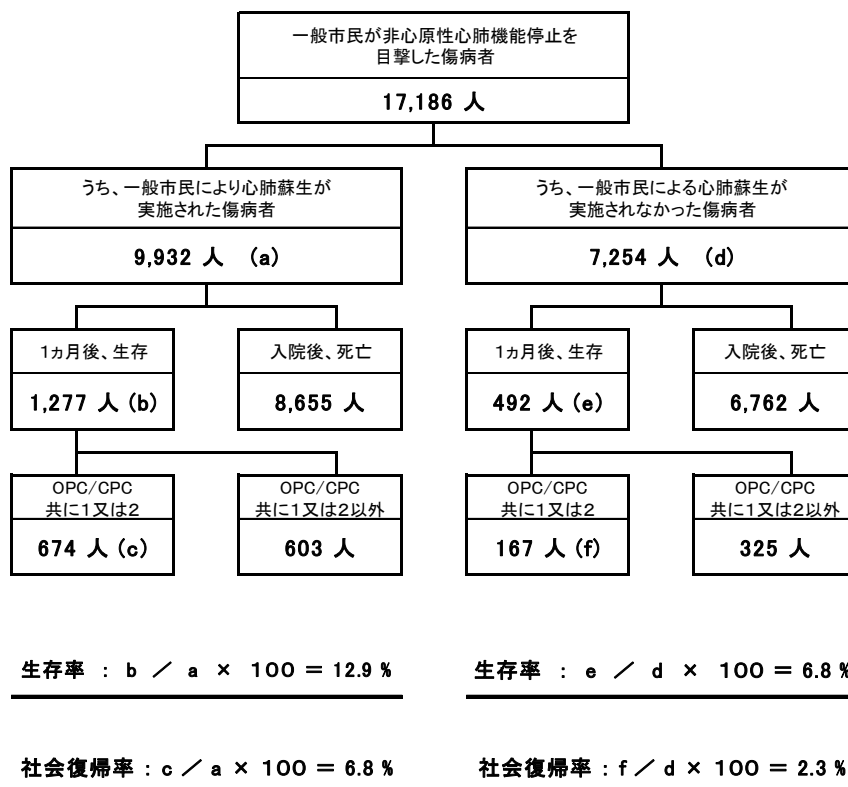 一般市民が非心原性心肺機能停止を
目撃した傷病者
17,186 人
うち、一般市民により心肺蘇生が
実施された傷病者
9,932 人 (a)
うち、一般市民による心肺蘇生が
実施されなかった傷病者
7,254 人 (d)
1ヵ月後、生存
1,277 人 (b)
入院後、死亡
8,655 人
1ヵ月後、生存
492 人 (e)
入院後、死亡
6,762 人
OPC/CPC
共に1又は2
674 人 (c)
OPC/CPC
共に1又は2以外
603 人
OPC/CPC
共に1又は2
167 人 (f)
OPC/CPC
共に1又は2以外
325 人
生存率 : b / a × 100 = 12.9 %
生存率 : e / d × 100 = 6.8 %
社会復帰率 : c / a × 100 = 6.8 %
社会復帰率 : f / d × 100 = 2.3 %